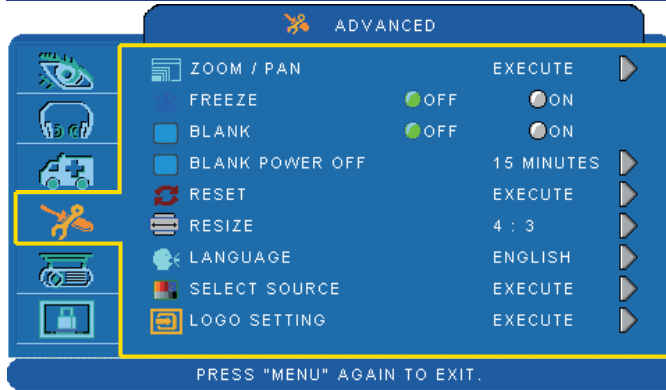 ADVANCED
ZOOM / PAN EXECUTE
FREEZE OFF ON
BLANK OFF ON
BLANK POWER OFF 15 MINUTES
RESET EXECUTE
RESIZE 4 : 3
LANGUAGE ENGLISH
SELECT SOURCE EXECUTE
LOGO SETTING EXECUTE
PRESS "MENU" AGAIN TO EXIT.